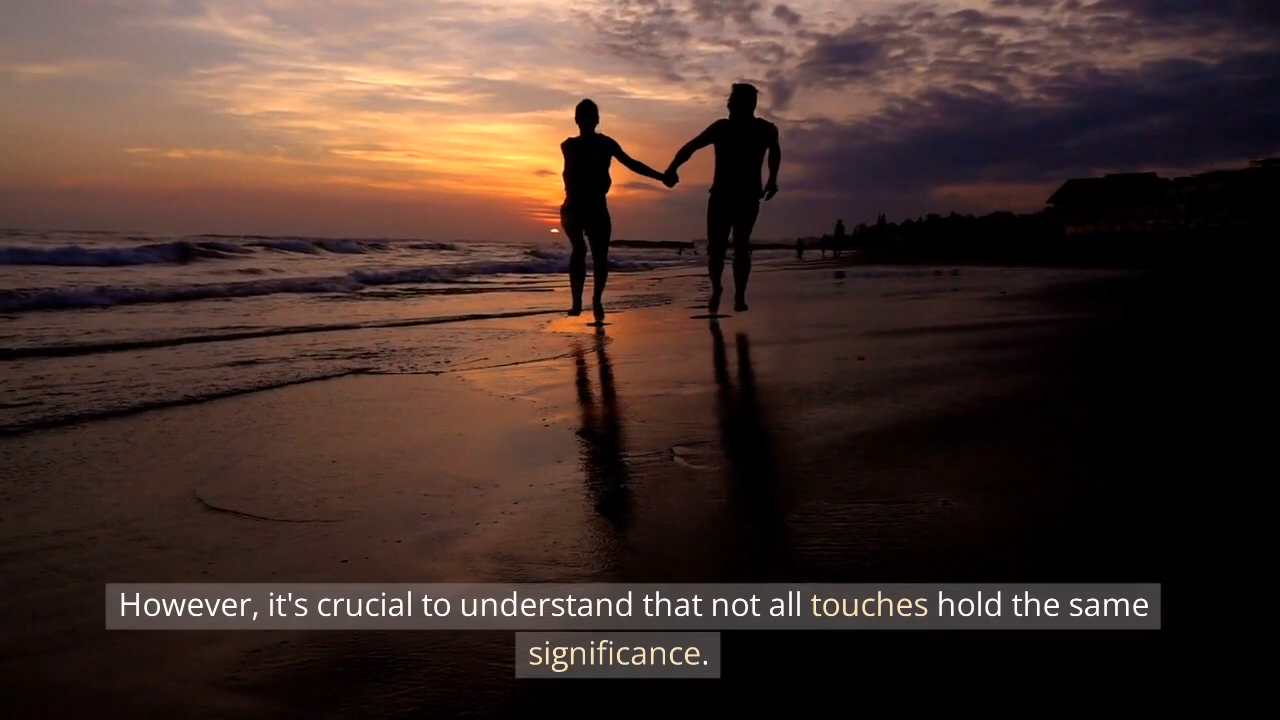 However, it's crucial to understand that not all touches hold the same
significance.